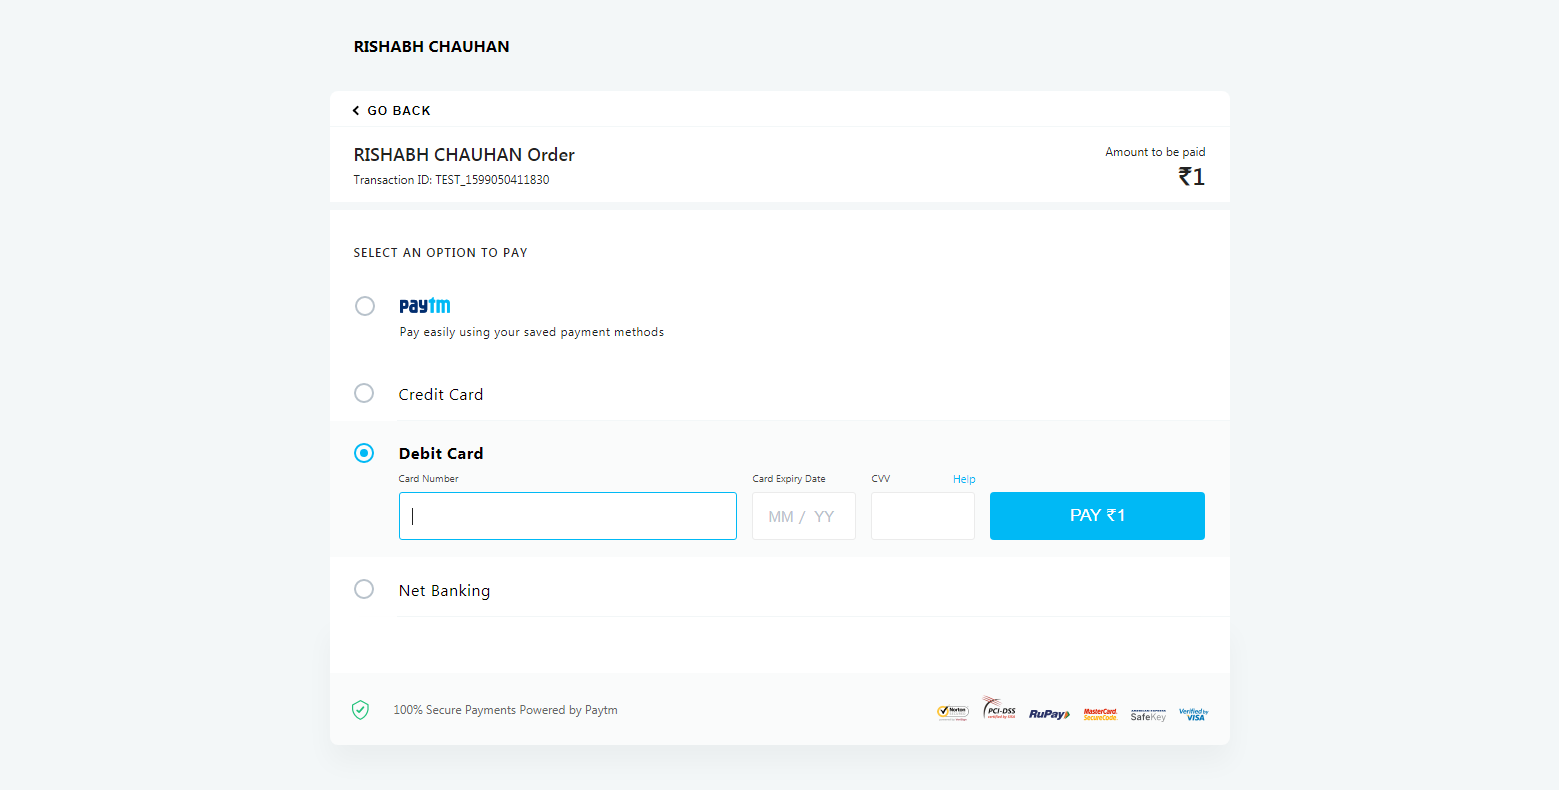 RISHABH CHAUHAN
GO BACK
RISHABH CHAUHAN Order
Transaction ID: TEST_1599050411830
Amount to be paid
₹1
SELECT AN OPTION TO PAY
paytm
Pay easily using your saved payment methods
Credit Card
Debit Card
Card Number
Card Expiry Date
CVV
Help
MM / YY
PAY ₹1
Net Banking
100% Secure Payments Powered by Paytm
Norton
PCI-DSS
RuPay
MasterCard.
SecureCode.
AMERICAN EXPRESS
SafeKey
Verified by
VISA